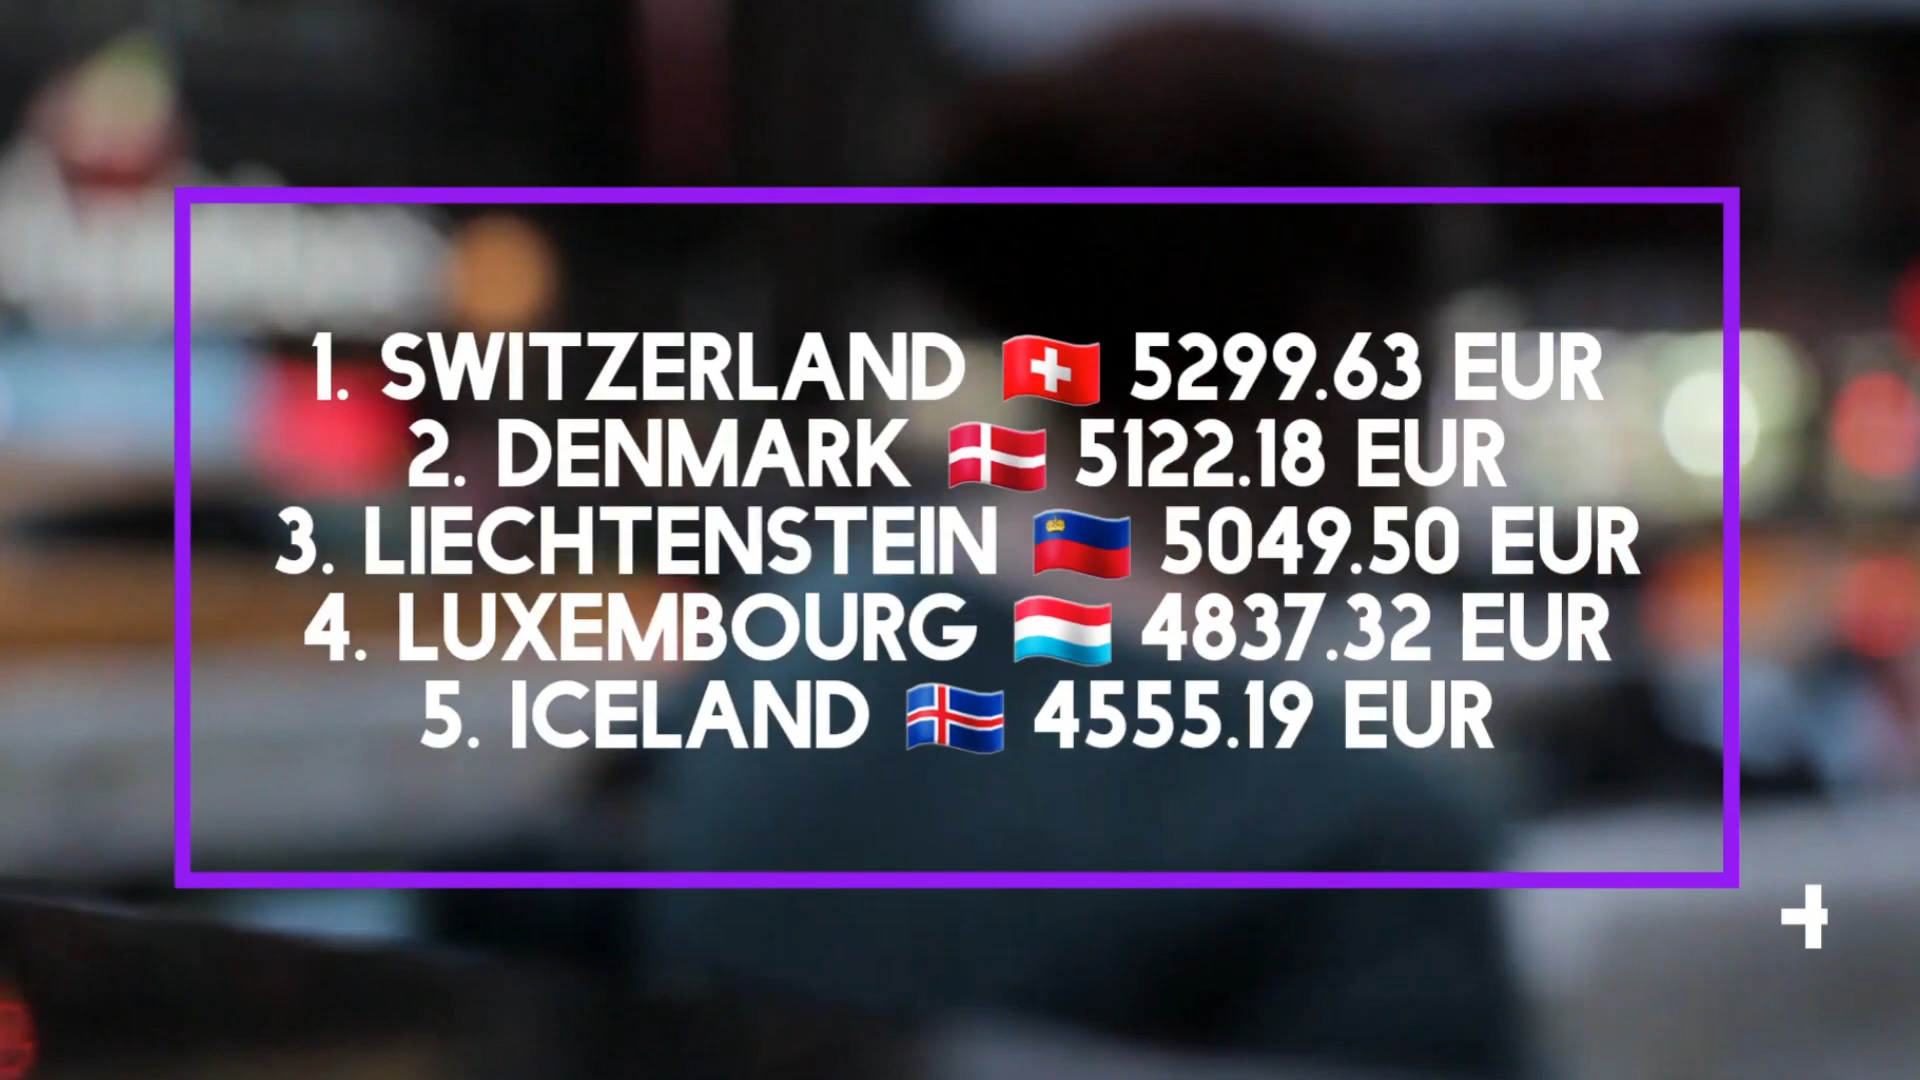 1. SWITZERLAND 🇨🇭 5299.63 EUR
2. DENMARK 🇩🇰 5122.18 EUR
3. LIECHTENSTEIN 🇱🇮 5049.50 EUR
4. LUXEMBOURG 🇱🇺 4837.32 EUR
5. ICELAND 🇮🇸 4555.19 EUR